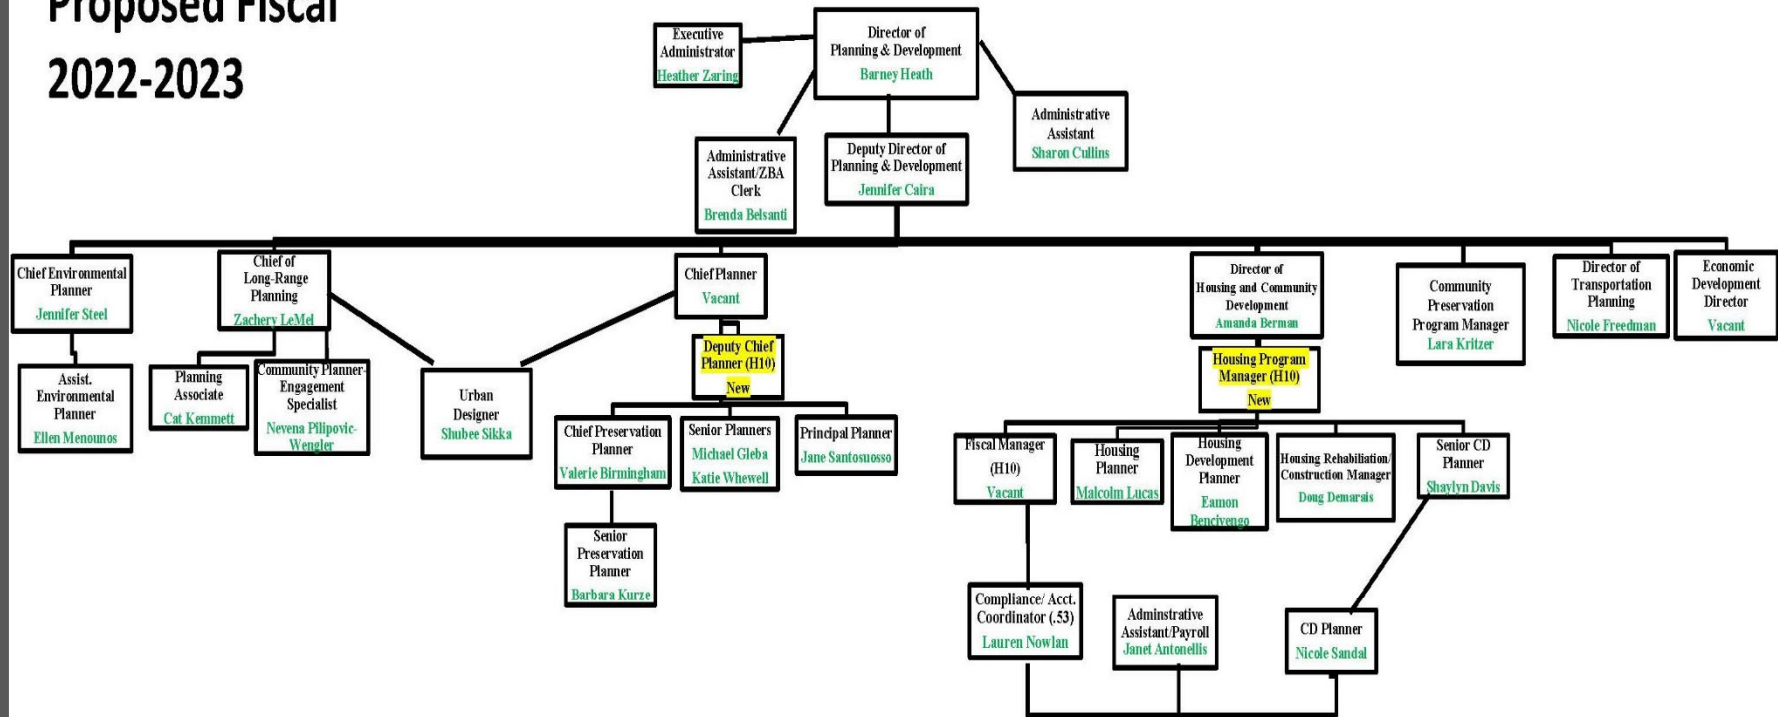 Proposed Fiscal
2022-2023
Executive
Administrator
Heather Zaring
Director of
Planning & Development
Barney Heath
Administrative
Assistant
Sharon Cullins
Administrative
Assistant/ZBA
Clerk
Brenda Belsanti
Deputy Director of
Planning & Development
Jennifer Caira
Chief Environmental
Planner
Jennifer Steel
Chief of
Long-Range
Planning
Zachery LeMel
Chief Planner
Vacant
Director of
Housing and Community
Development
Amanda Berman
Community
Preservation
Program Manager
Lara Kritzer
Director of
Transportation
Planning
Nicole Freedman
Economic
Development
Director
Vacant
Deputy Chief
Planner (H10)
New
Housing Program
Manager (H10)
New
Assist.
Environmental
Planner
Ellen Menounos
Planning
Associate
Cat Kemmett
Community Planner-
Engagement
Specialist
Nevena Pilipovic-
Wengler
Urban
Designer
Shubee Sikka
Chief Preservation
Planner
Valerie Birmingham
Senior Planners
Michael Gleba
Katie Whewell
Principal Planner
Jane Santosuosso
Fiscal Manager
(H10)
Vacant
Housing
Planner
Malcolm Lucas
Housing
Development
Planner
Eamon
Bencivengo
Housing Rehabiliation/
Construction Manager
Doug Demarais
Senior CD
Planner
Shaylyn Davis
Senior
Preservation
Planner
Barbara Kurze
Compliance/ Acct.
Coordinator (.53)
Lauren Nowlan
Adminstrative
Assistant/Payroll
Janet Antonellis
CD Planner
Nicole Sandal